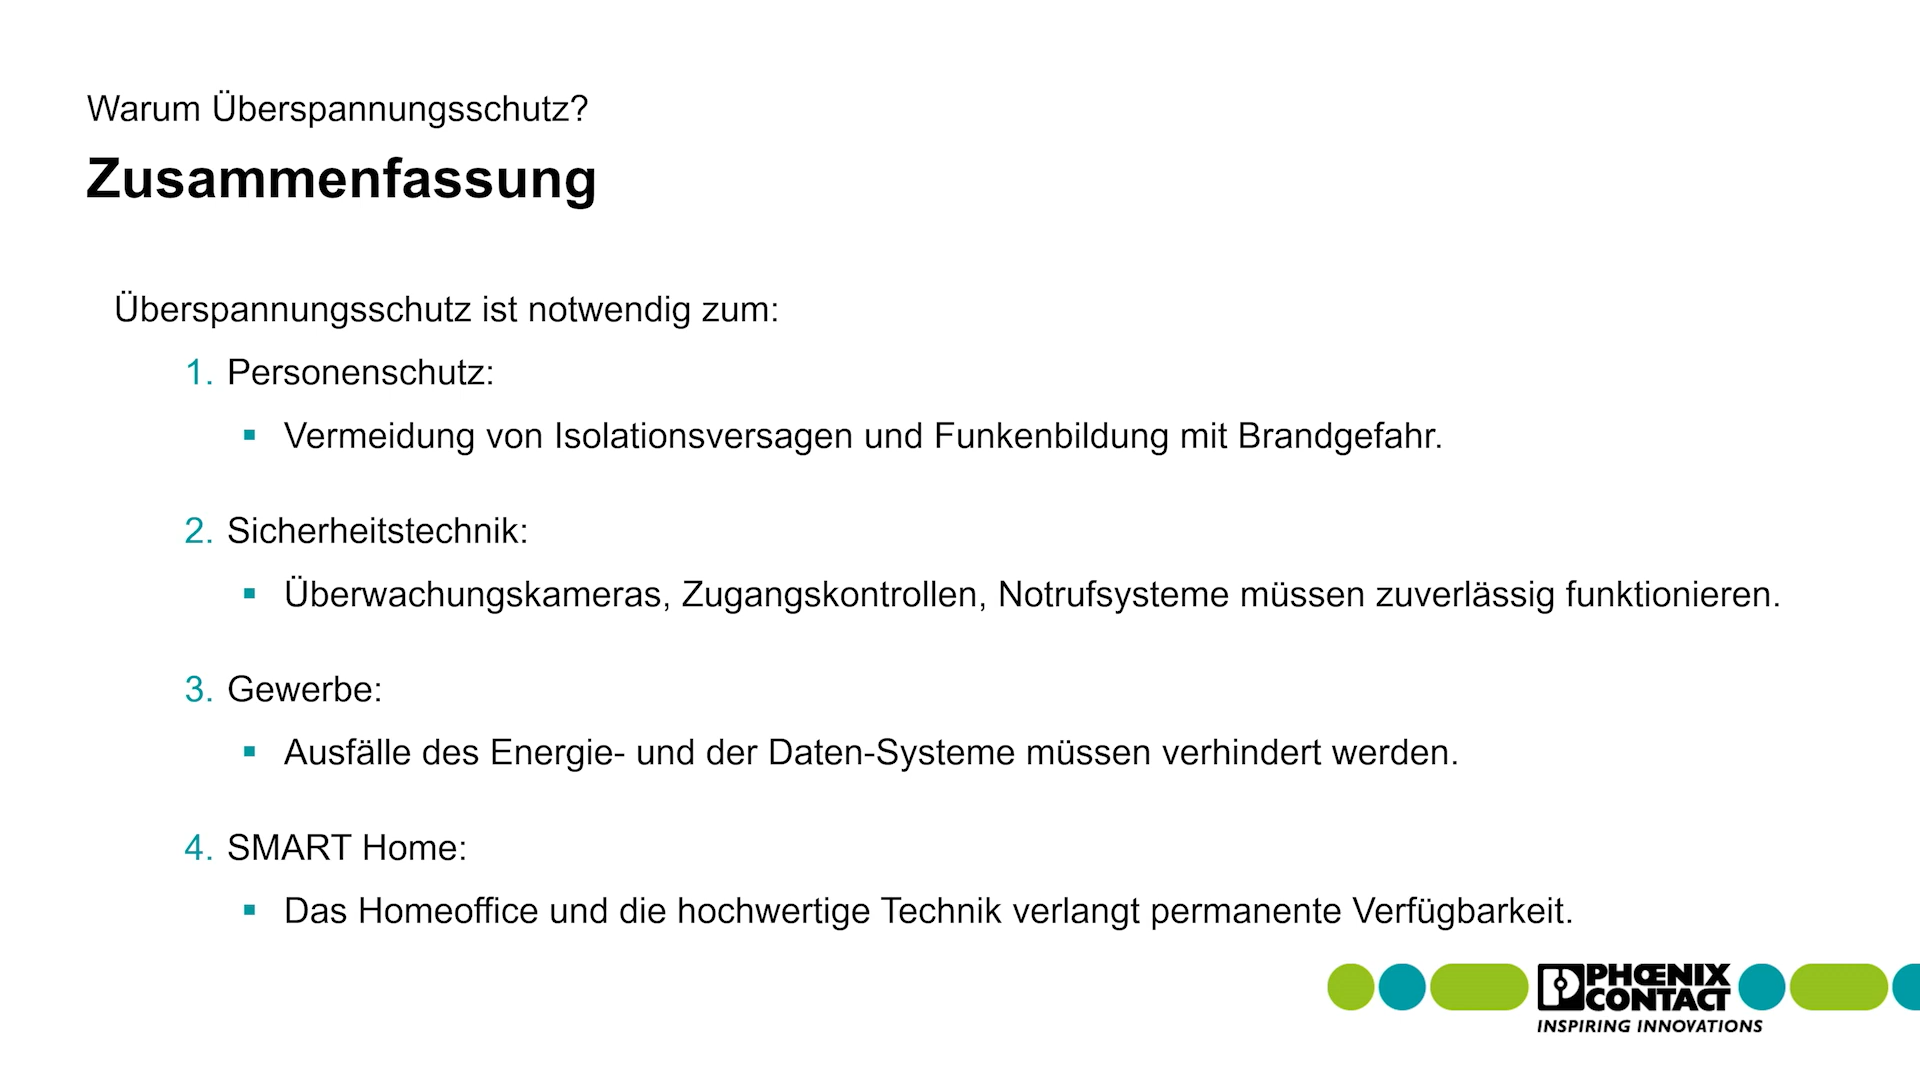 Warum Überspannungsschutz?
Zusammenfassung
Überspannungsschutz ist notwendig zum:
1. Personenschutz:
▪ Vermeidung von Isolationsversagen und Funkenbildung mit Brandgefahr.
2. Sicherheitstechnik:
▪ Überwachungskameras, Zugangskontrollen, Notrufsysteme müssen zuverlässig funktionieren.
3. Gewerbe:
▪ Ausfälle des Energie- und der Daten-Systeme müssen verhindert werden.
4. SMART Home:
▪ Das Homeoffice und die hochwertige Technik verlangt permanente Verfügbarkeit.
PHŒNIX
CONTACT
INSPIRING INNOVATIONS